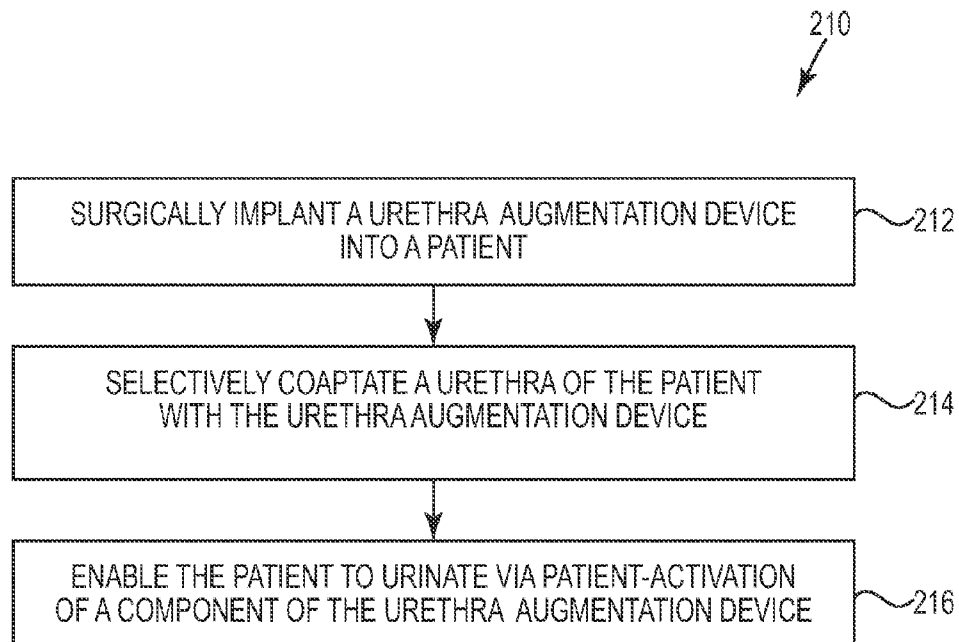 210
SURGICALLY IMPLANT A URETHRA AUGMENTATION DEVICE
INTO A PATIENT
212
SELECTIVELY COAPTATE A URETHRA OF THE PATIENT
WITH THE URETHRA AUGMENTATION DEVICE
214
ENABLE THE PATIENT TO URINATE VIA PATIENT-ACTIVATION
OF A COMPONENT OF THE URETHRA AUGMENTATION DEVICE
216